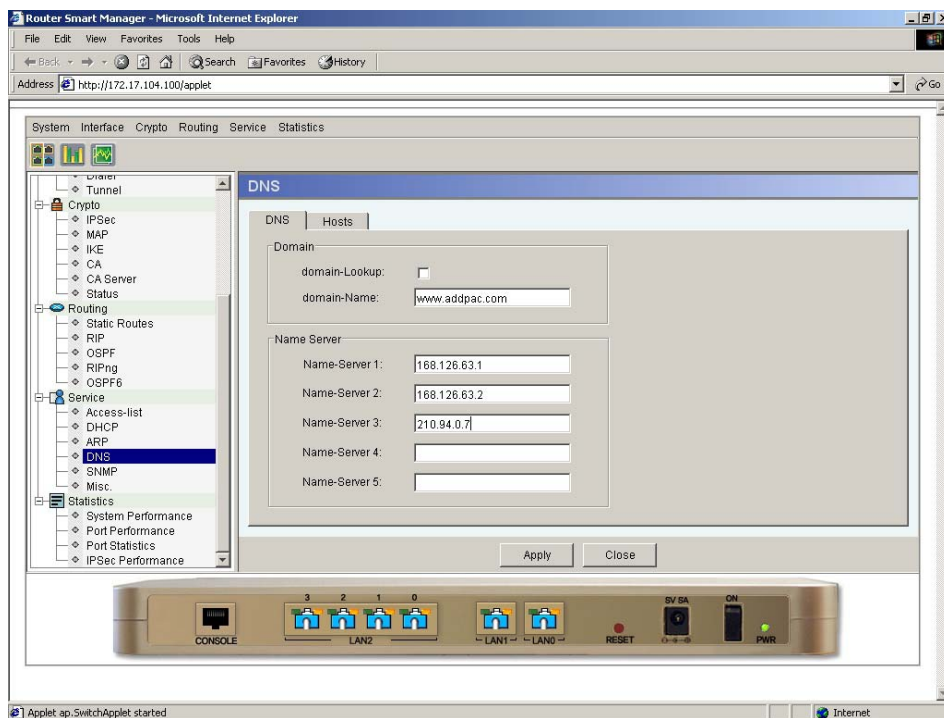 Router Smart Manager - Microsoft Internet Explorer
File Edit View Favorites Tools Help
Back Search Favorites History
Address http://172.17.104.100/applet Go
System Interface Crypto Routing Service Statistics
Dialer
Tunnel
Crypto
IPSec
MAP
IKE
CA
CA Server
Status
Routing
Static Routes
RIP
OSPF
RIPng
OSPF6
Service
Access-list
DHCP
ARP
DNS
SNMP
Misc.
Statistics
System Performance
Port Performance
Port Statistics
IPSec Performance
DNS
DNS Hosts
Domain
domain-Lookup:
domain-Name: www.addpac.com
Name Server
Name-Server 1: 168.126.63.1
Name-Server 2: 168.126.63.2
Name-Server 3: 210.94.0.7
Name-Server 4:
Name-Server 5:
Apply Close
3 2 1 0 5V 5A ON
CONSOLE LAN2 LAN1 LAN0 RESET PWR
Applet ap.SwitchApplet started Internet